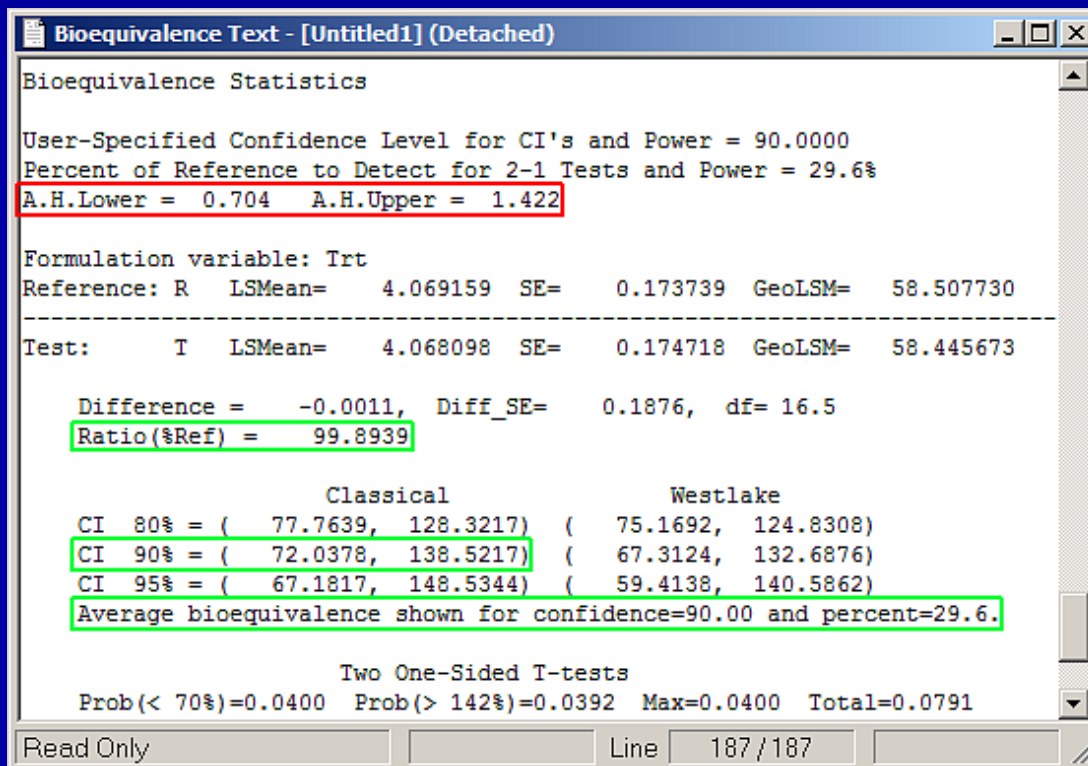 Bioequivalence Text - [Untitled1] (Detached)
Bioequivalence Statistics
User-Specified Confidence Level for CI's and Power = 90.0000
Percent of Reference to Detect for 2-1 Tests and Power = 29.6%
A.H.Lower = 0.704 A.H.Upper = 1.422
Formulation variable: Trt
Reference: R LSMean= 4.069159 SE= 0.173739 GeoLSM= 58.507730
---------------------------------------------------------------------------
Test: T LSMean= 4.068098 SE= 0.174718 GeoLSM= 58.445673
Difference = -0.0011, Diff_SE= 0.1876, df= 16.5
Ratio(%Ref) = 99.8939
Classical Westlake
CI 80% = ( 77.7639, 128.3217) ( 75.1692, 124.8308)
CI 90% = ( 72.0378, 138.5217) ( 67.3124, 132.6876)
CI 95% = ( 67.1817, 148.5344) ( 59.4138, 140.5862)
Average bioequivalence shown for confidence=90.00 and percent=29.6.
Two One-Sided T-tests
Prob(< 70%)=0.0400 Prob(> 142%)=0.0392 Max=0.0400 Total=0.0791
Read Only Line 187/187